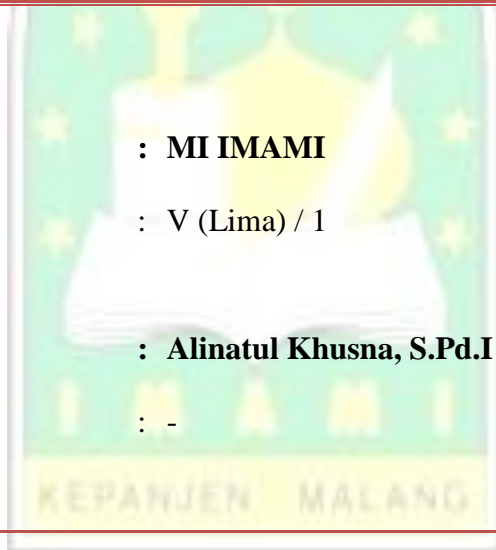 : MI IMAMI
: V (Lima) / 1
: Alinatul Khusna, S.Pd.I
: -
I M A M I
KEPANJEN MALANG